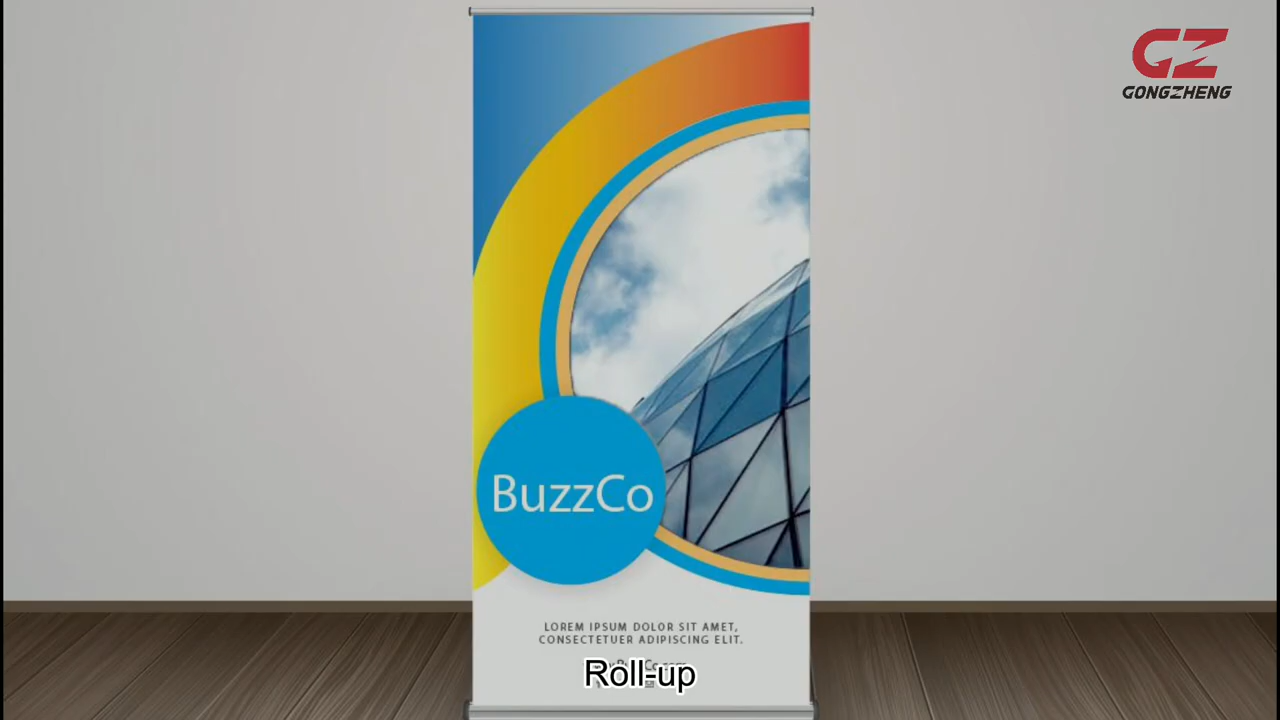 GZ
GONGZHENG
BuzzCo
LOREM IPSUM DOLOR SIT AMET,
CONSECTETUER ADIPISCING ELIT.
Roll-up